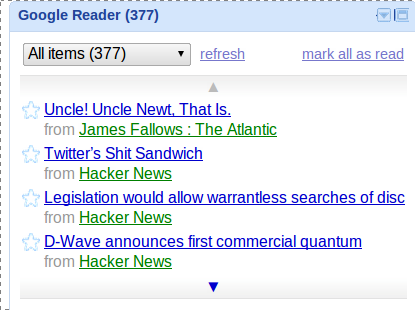 Google Reader (377)
All items (377) refresh mark all as read
Uncle! Uncle Newt, That Is.
from James Fallows : The Atlantic
Twitter's Shit Sandwich
from Hacker News
Legislation would allow warrantless searches of disc
from Hacker News
D-Wave announces first commercial quantum
from Hacker News